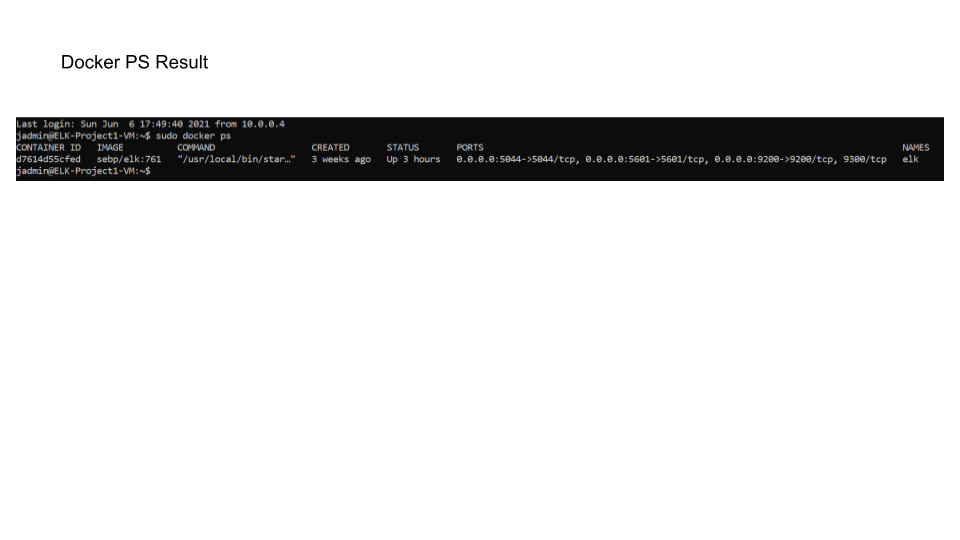 Docker PS Result
Last login: Sun Jun  6 17:49:40 2021 from 10.0.0.4
jadmin@ELK-Project1-VM:~$ sudo docker ps
CONTAINER ID   IMAGE          COMMAND                  CREATED       STATUS       PORTS                                                                              NAMES
d7614d55cfed   sebp/elk:761   "/usr/local/bin/star…"   3 weeks ago   Up 3 hours   0.0.0.0:5044->5044/tcp, 0.0.0.0:5601->5601/tcp, 0.0.0.0:9200->9200/tcp, 9300/tcp   elk
jadmin@ELK-Project1-VM:~$